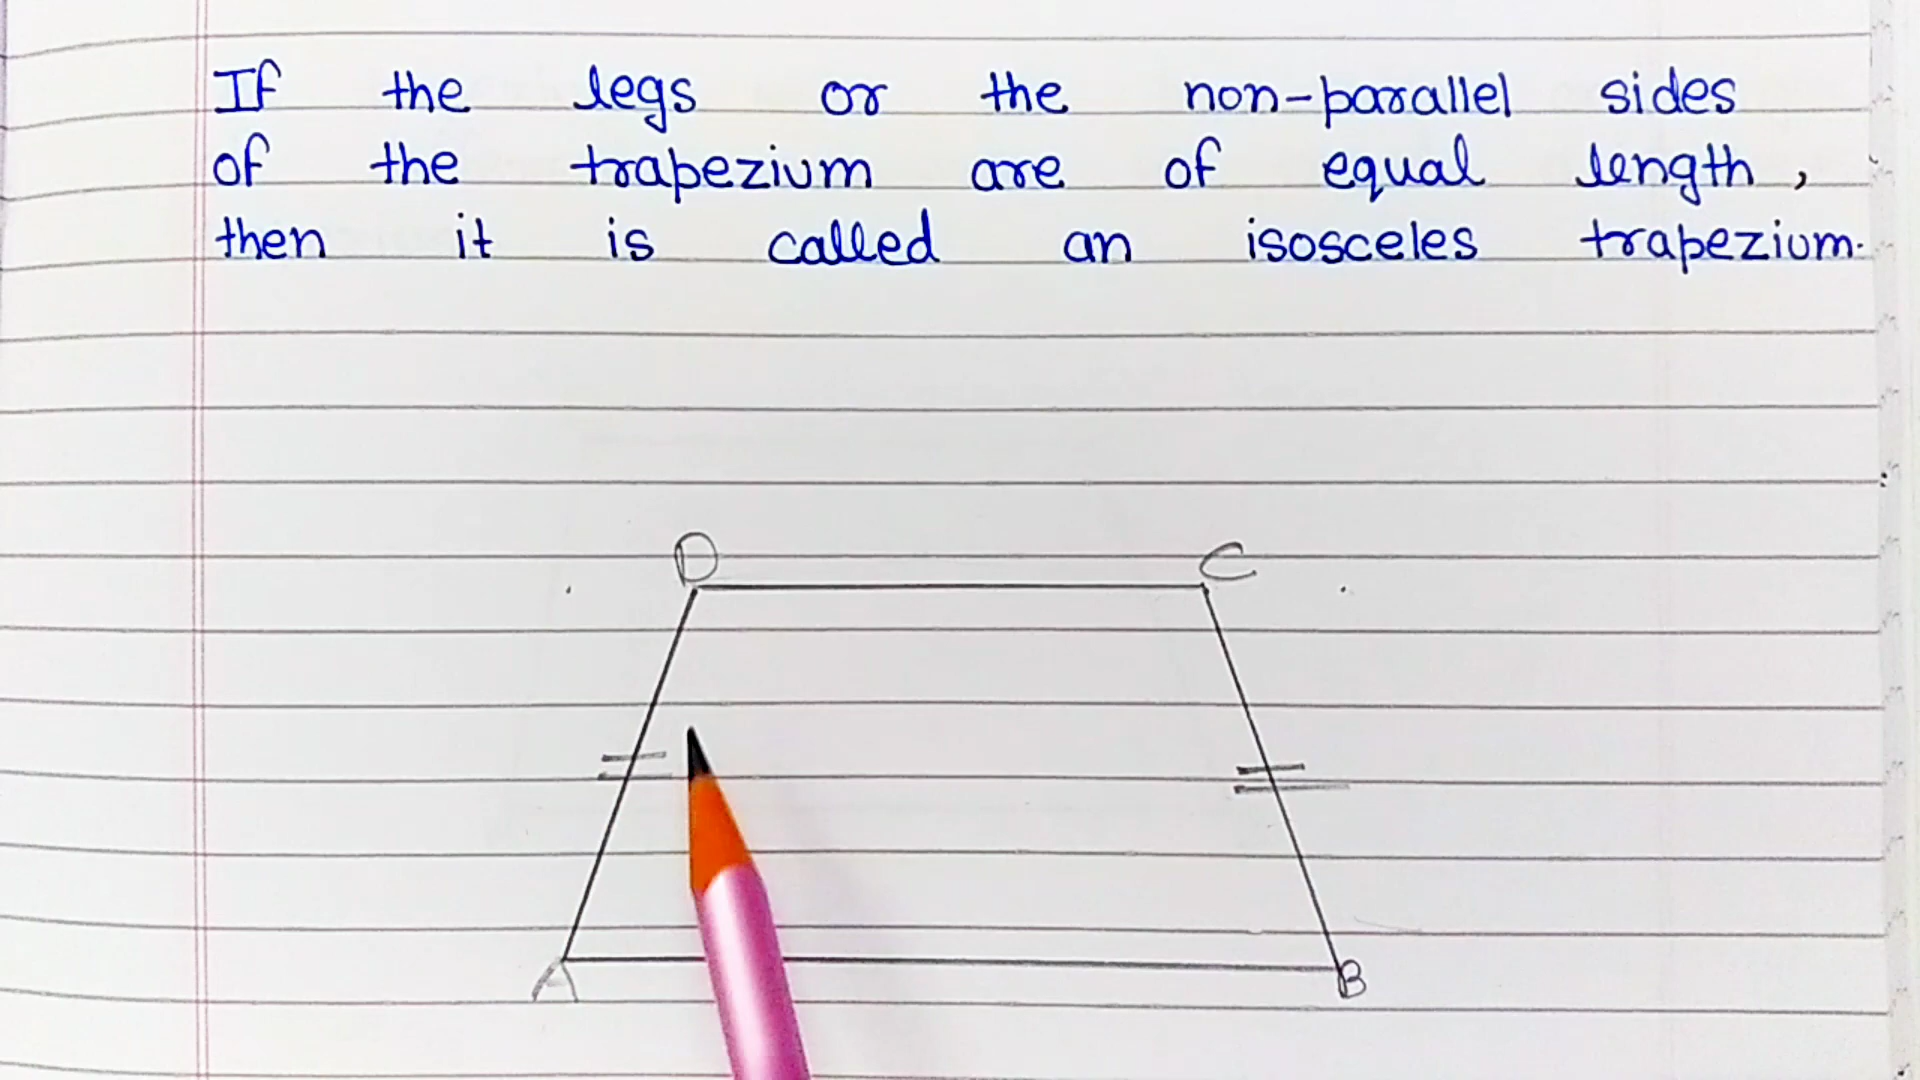 If the legs or the non-parallel sides
of the trapezium are of equal length,
then it is called an isosceles trapezium.
D C
A B